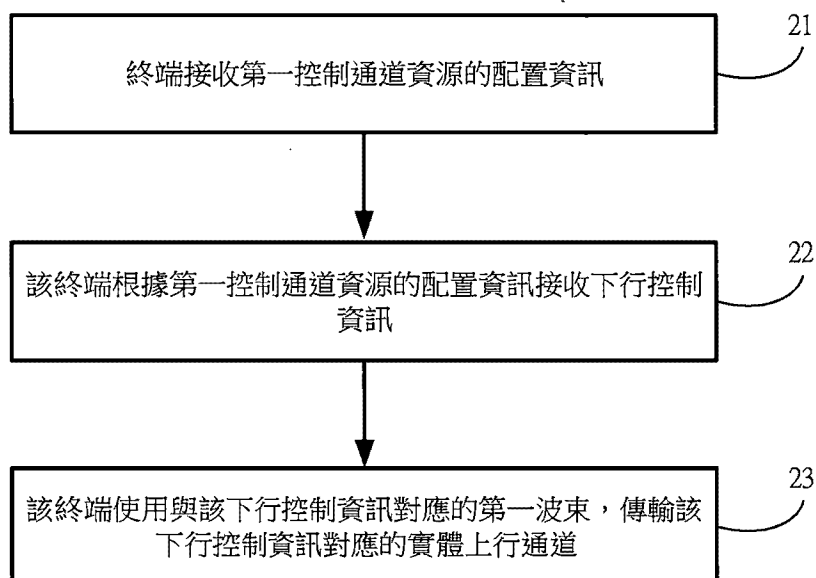 21
終端接收第一控制通道資源的配置資訊
22
該終端根據第一控制通道資源的配置資訊接收下行控制
資訊
23
該終端使用與該下行控制資訊對應的第一波束，傳輸該
下行控制資訊對應的實體上行通道